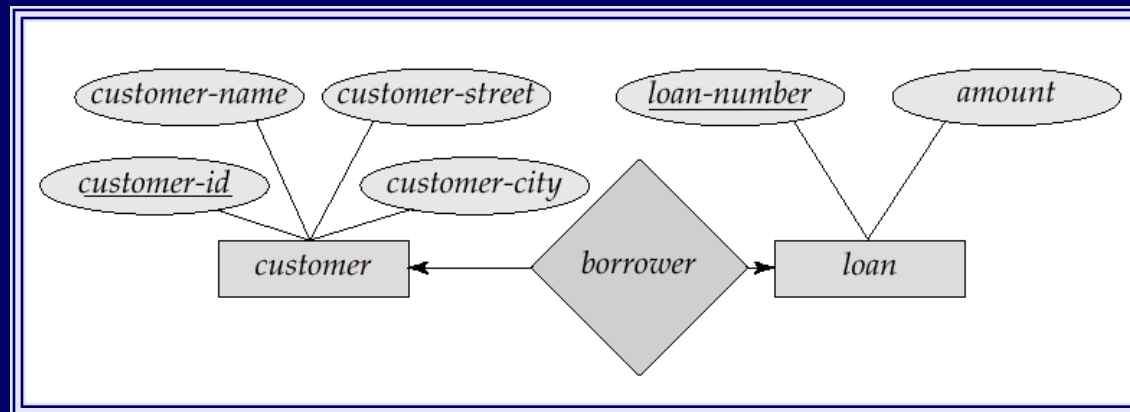 customer-name
customer-street
loan-number
amount
customer-id
customer-city
customer
borrower
loan